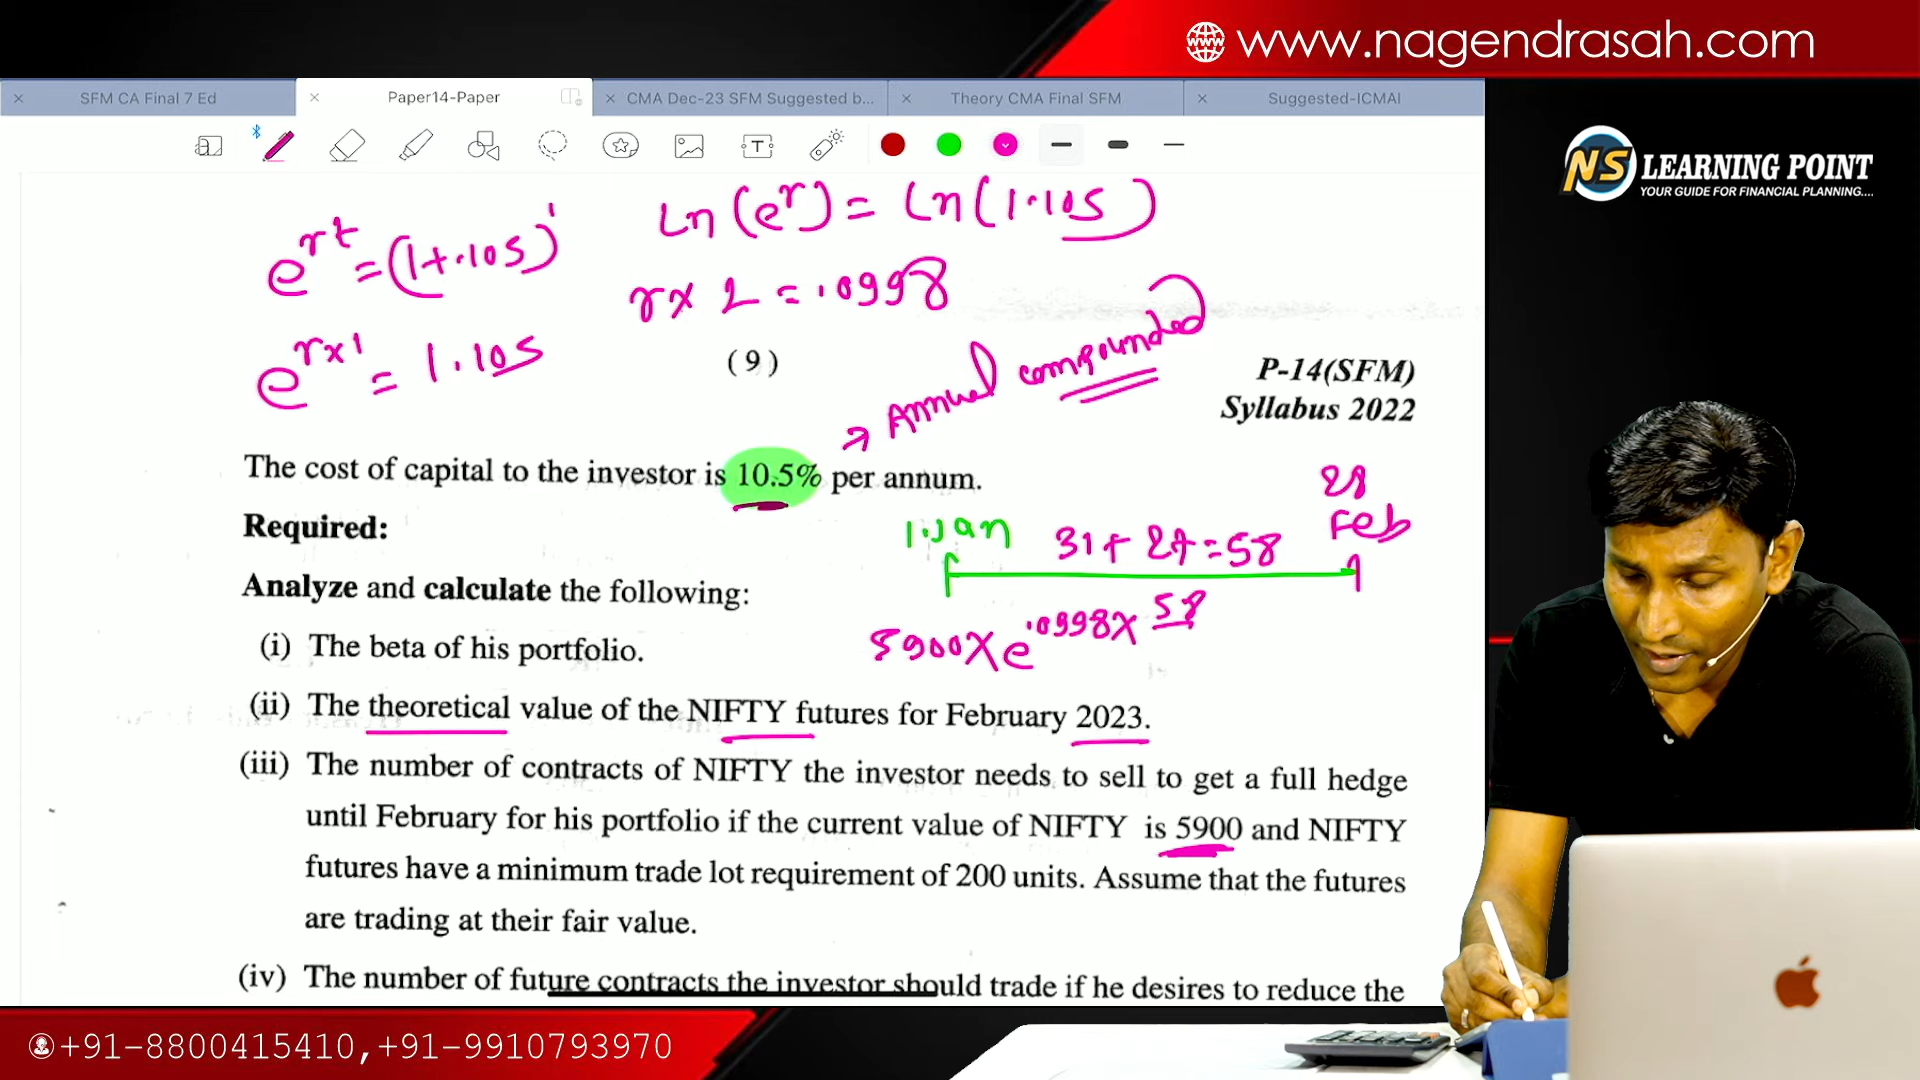 www.nagendrasah.com
SFM CA Final 7 Ed
Paper14-Paper
CMA Dec-23 SFM Suggested b...
Theory CMA Final SFM
Suggested-ICMAI
NS LEARNING POINT
YOUR GUIDE FOR FINANCIAL PLANNING....
e^rt = (1+.105)^1
Ln (e^r) = Ln (1.105)
r x 1 = .0998
e^rx1 = 1.105
(9)
→ Annual compounded
P-14(SFM)
Syllabus 2022
The cost of capital to the investor is 10.5% per annum.
28
Feb
Required:
1.Jan
31 + 27 = 58
Analyze and calculate the following:
5900 X e^.0998 x 58
(i) The beta of his portfolio.
(ii) The theoretical value of the NIFTY futures for February 2023.
(iii) The number of contracts of NIFTY the investor needs to sell to get a full hedge
until February for his portfolio if the current value of NIFTY is 5900 and NIFTY
futures have a minimum trade lot requirement of 200 units. Assume that the futures
are trading at their fair value.
(iv) The number of future contracts the investor should trade if he desires to reduce the
+91-8800415410,+91-9910793970